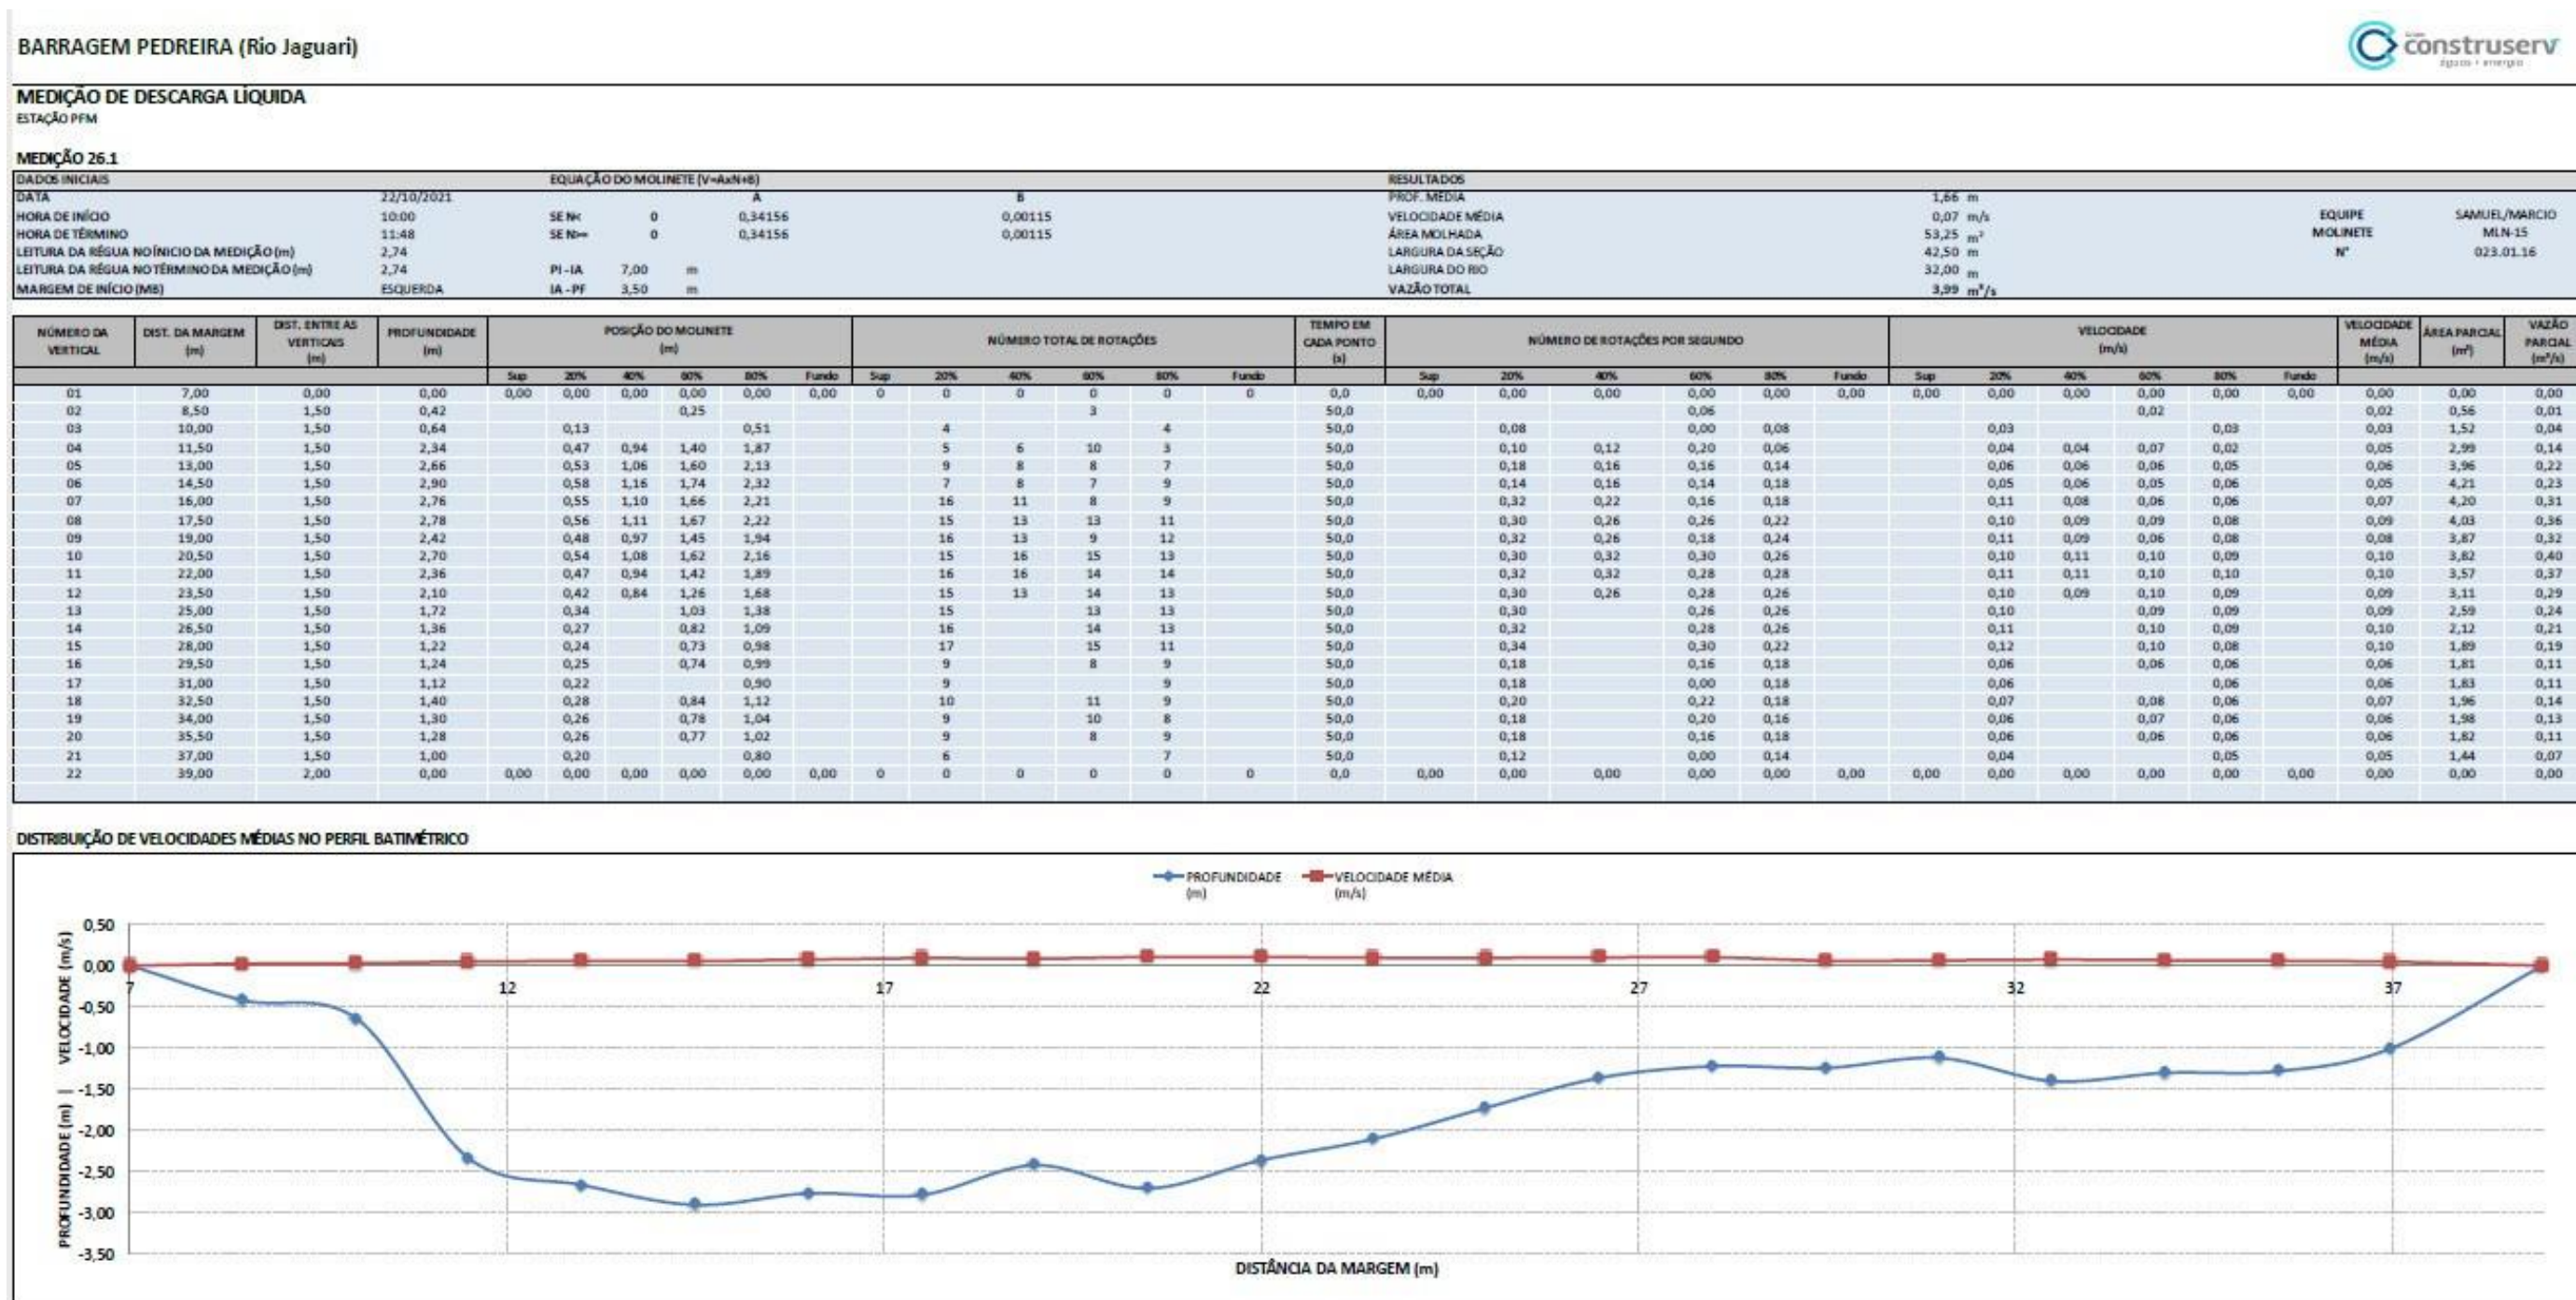 BARRAGEM PEDREIRA (Rio Jaguari)
construserv
MEDIÇÃO DE DESCARGA LÍQUIDA
ESTAÇÃO PFM
MEDIÇÃO 26.1
DADOS INICIAIS EQUAÇÃO DO MOLINETE (V=AxN+B) RESULTADOS
DATA 22/10/2021 A B PROF. MÉDIA 1,66 m
HORA DE INÍCIO 10:00 SE N< 0 0,34156 0,00115 VELOCIDADE MÉDIA 0,07 m/s EQUIPE SAMUEL/MARCIO
HORA DE TÉRMINO 11:48 SE N>= 0 0,34156 0,00115 ÁREA MOLHADA 53,25 m² MOLINETE MLN-15
LEITURA DA RÉGUA NO ÍNICIO DA MEDIÇÃO (m) 2,74 LARGURA DA SEÇÃO 42,50 m N° 023.01.16
LEITURA DA RÉGUA NO TÉRMINO DA MEDIÇÃO (m) 2,74 PI - IA 7,00 m LARGURA DO RIO 32,00 m
MARGEM DE INÍCIO (MB) ESQUERDA IA - PF 3,50 m VAZÃO TOTAL 3,99 m³/s
NÚMERO DA VERTICAL DIST. DA MARGEM (m) DIST. ENTRE AS VERTICAIS (m) PROFUNDIDADE (m) POSIÇÃO DO MOLINETE (m) NÚMERO TOTAL DE ROTAÇÕES TEMPO EM CADA PONTO (s) NÚMERO DE ROTAÇÕES POR SEGUNDO VELOCIDADE (m/s) VELOCIDADE MÉDIA (m/s) ÁREA PARCIAL (m²) VAZÃO PARCIAL (m³/s)
Sup 20% 40% 60% 80% Fundo Sup 20% 40% 60% 80% Fundo Sup 20% 40% 60% 80% Fundo Sup 20% 40% 60% 80% Fundo
01 7,00 0,00 0,00 0,00 0,00 0,00 0,00 0,00 0,00 0 0 0 0 0 0 0,0 0,00 0,00 0,00 0,00 0,00 0,00 0,00 0,00 0,00 0,00 0,00 0,00 0,00 0,00 0,00
02 8,50 1,50 0,42 0,25 3 50,0 0,06 0,02 0,02 0,56 0,01
03 10,00 1,50 0,64 0,13 0,51 4 4 50,0 0,08 0,00 0,08 0,03 0,03 0,03 1,52 0,04
04 11,50 1,50 2,34 0,47 0,94 1,40 1,87 5 6 10 3 50,0 0,10 0,12 0,20 0,06 0,04 0,04 0,07 0,02 0,05 2,99 0,14
05 13,00 1,50 2,66 0,53 1,06 1,60 2,13 9 8 8 7 50,0 0,18 0,16 0,16 0,14 0,06 0,06 0,06 0,05 0,06 3,96 0,22
06 14,50 1,50 2,90 0,58 1,16 1,74 2,32 7 8 7 9 50,0 0,14 0,16 0,14 0,18 0,05 0,06 0,05 0,06 0,05 4,21 0,23
07 16,00 1,50 2,76 0,55 1,10 1,66 2,21 16 11 8 9 50,0 0,32 0,22 0,16 0,18 0,11 0,08 0,06 0,06 0,07 4,20 0,31
08 17,50 1,50 2,78 0,56 1,11 1,67 2,22 15 13 13 11 50,0 0,30 0,26 0,26 0,22 0,10 0,09 0,09 0,08 0,09 4,03 0,36
09 19,00 1,50 2,42 0,48 0,97 1,45 1,94 16 13 9 12 50,0 0,32 0,26 0,18 0,24 0,11 0,09 0,06 0,08 0,08 3,87 0,32
10 20,50 1,50 2,70 0,54 1,08 1,62 2,16 15 16 15 13 50,0 0,30 0,32 0,30 0,26 0,10 0,11 0,10 0,09 0,10 3,82 0,40
11 22,00 1,50 2,36 0,47 0,94 1,42 1,89 16 16 14 14 50,0 0,32 0,32 0,28 0,28 0,11 0,11 0,10 0,10 0,10 3,57 0,37
12 23,50 1,50 2,10 0,42 0,84 1,26 1,68 15 13 14 13 50,0 0,30 0,26 0,28 0,26 0,10 0,09 0,10 0,09 0,09 3,11 0,29
13 25,00 1,50 1,72 0,34 1,03 1,38 15 13 13 50,0 0,30 0,26 0,26 0,10 0,09 0,09 0,09 2,59 0,24
14 26,50 1,50 1,36 0,27 0,82 1,09 16 14 13 50,0 0,32 0,28 0,26 0,11 0,10 0,09 0,10 2,12 0,21
15 28,00 1,50 1,22 0,24 0,73 0,98 17 15 11 50,0 0,34 0,30 0,22 0,12 0,10 0,08 0,10 1,89 0,19
16 29,50 1,50 1,24 0,25 0,74 0,99 9 8 9 50,0 0,18 0,16 0,18 0,06 0,06 0,06 0,06 1,81 0,11
17 31,00 1,50 1,12 0,22 0,90 9 9 50,0 0,18 0,00 0,18 0,06 0,06 0,06 1,83 0,11
18 32,50 1,50 1,40 0,28 0,84 1,12 10 11 9 50,0 0,20 0,22 0,18 0,07 0,08 0,06 0,07 1,96 0,14
19 34,00 1,50 1,30 0,26 0,78 1,04 9 10 8 50,0 0,18 0,20 0,16 0,06 0,07 0,06 0,06 1,98 0,13
20 35,50 1,50 1,28 0,26 0,77 1,02 9 8 9 50,0 0,18 0,16 0,18 0,06 0,06 0,06 0,06 1,82 0,11
21 37,00 1,50 1,00 0,20 0,80 6 7 50,0 0,12 0,00 0,14 0,04 0,05 0,05 1,44 0,07
22 39,00 2,00 0,00 0,00 0,00 0,00 0,00 0,00 0,00 0 0 0 0 0 0 0,0 0,00 0,00 0,00 0,00 0,00 0,00 0,00 0,00 0,00 0,00 0,00 0,00 0,00 0,00 0,00
DISTRIBUIÇÃO DE VELOCIDADES MÉDIAS NO PERFIL BATIMÉTRICO
PROFUNDIDADE (m) VELOCIDADE MÉDIA (m/s)
PROFUNDIDADE (m) | VELOCIDADE (m/s)
0,50
0,00
7 12 17 22 27 32 37
-0,50
-1,00
-1,50
-2,00
-2,50
-3,00
-3,50
DISTÂNCIA DA MARGEM (m)